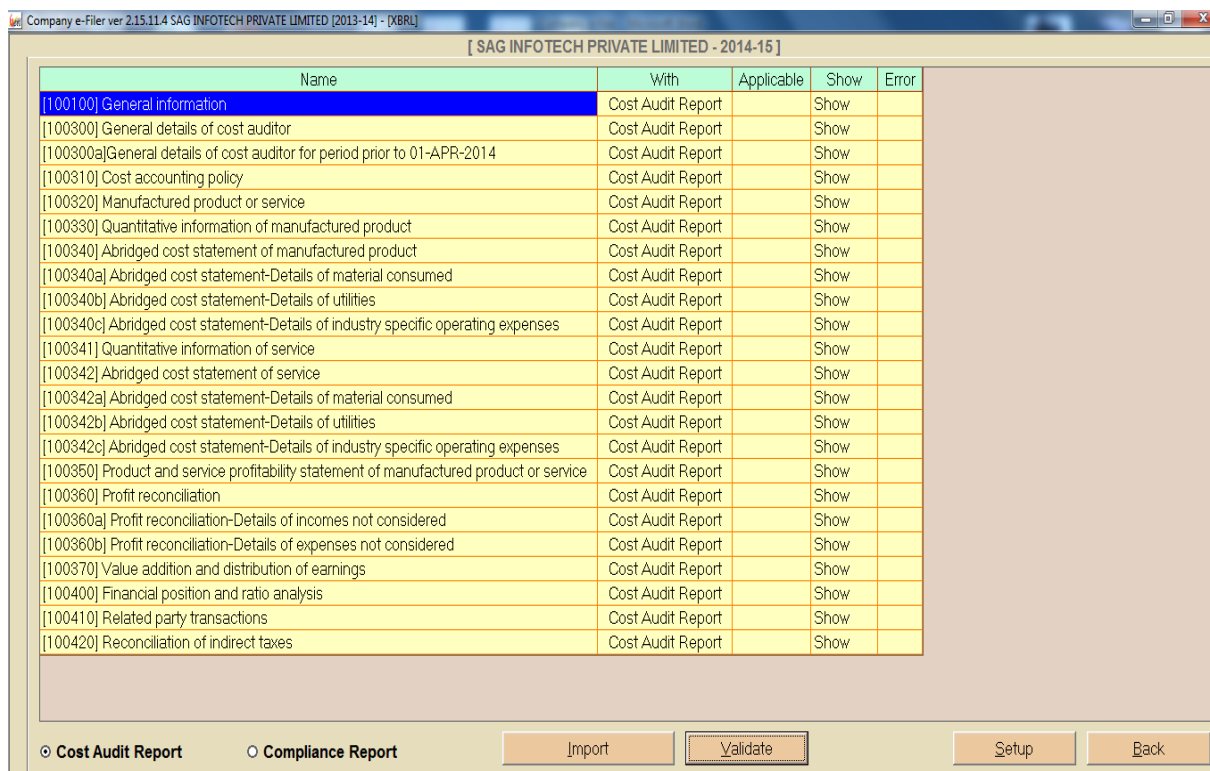 Company e-Filer ver 2.15.11.4 SAG INFOTECH PRIVATE LIMITED [2013-14] - [XBRL]
[ SAG INFOTECH PRIVATE LIMITED - 2014-15 ]
Name With Applicable Show Error
[100100] General information Cost Audit Report Show
[100300] General details of cost auditor Cost Audit Report Show
[100300a]General details of cost auditor for period prior to 01-APR-2014 Cost Audit Report Show
[100310] Cost accounting policy Cost Audit Report Show
[100320] Manufactured product or service Cost Audit Report Show
[100330] Quantitative information of manufactured product Cost Audit Report Show
[100340] Abridged cost statement of manufactured product Cost Audit Report Show
[100340a] Abridged cost statement-Details of material consumed Cost Audit Report Show
[100340b] Abridged cost statement-Details of utilities Cost Audit Report Show
[100340c] Abridged cost statement-Details of industry specific operating expenses Cost Audit Report Show
[100341] Quantitative information of service Cost Audit Report Show
[100342] Abridged cost statement of service Cost Audit Report Show
[100342a] Abridged cost statement-Details of material consumed Cost Audit Report Show
[100342b] Abridged cost statement-Details of utilities Cost Audit Report Show
[100342c] Abridged cost statement-Details of industry specific operating expenses Cost Audit Report Show
[100350] Product and service profitability statement of manufactured product or service Cost Audit Report Show
[100360] Profit reconciliation Cost Audit Report Show
[100360a] Profit reconciliation-Details of incomes not considered Cost Audit Report Show
[100360b] Profit reconciliation-Details of expenses not considered Cost Audit Report Show
[100370] Value addition and distribution of earnings Cost Audit Report Show
[100400] Financial position and ratio analysis Cost Audit Report Show
[100410] Related party transactions Cost Audit Report Show
[100420] Reconciliation of indirect taxes Cost Audit Report Show
Cost Audit Report Compliance Report Import Validate Setup Back